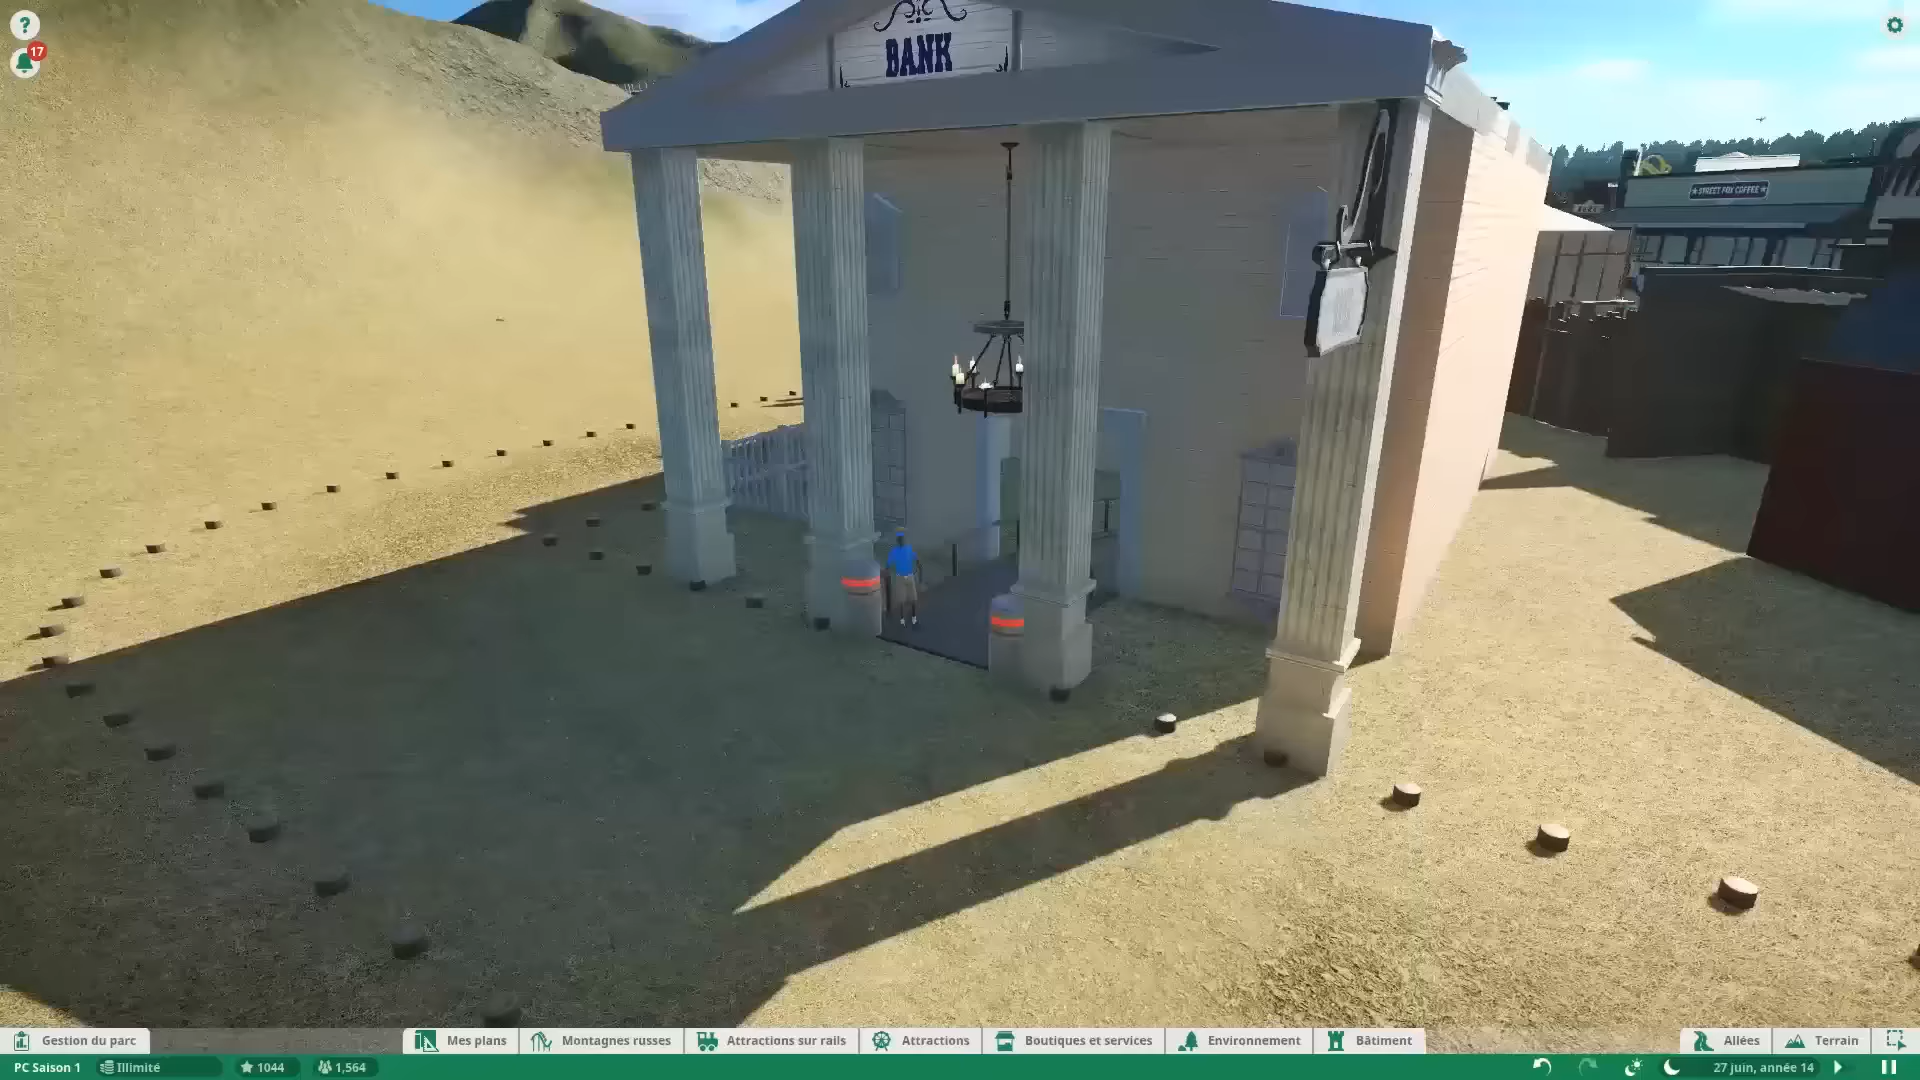 ?
17
BANK
STREET FOX COFFEE
Gestion du parc
Mes plans
Montagnes russes
Attractions sur rails
Attractions
Boutiques et services
Environnement
Bâtiment
Allées
Terrain
PC Saison 1
Illimité
1044
1,564
27 juin, année 14